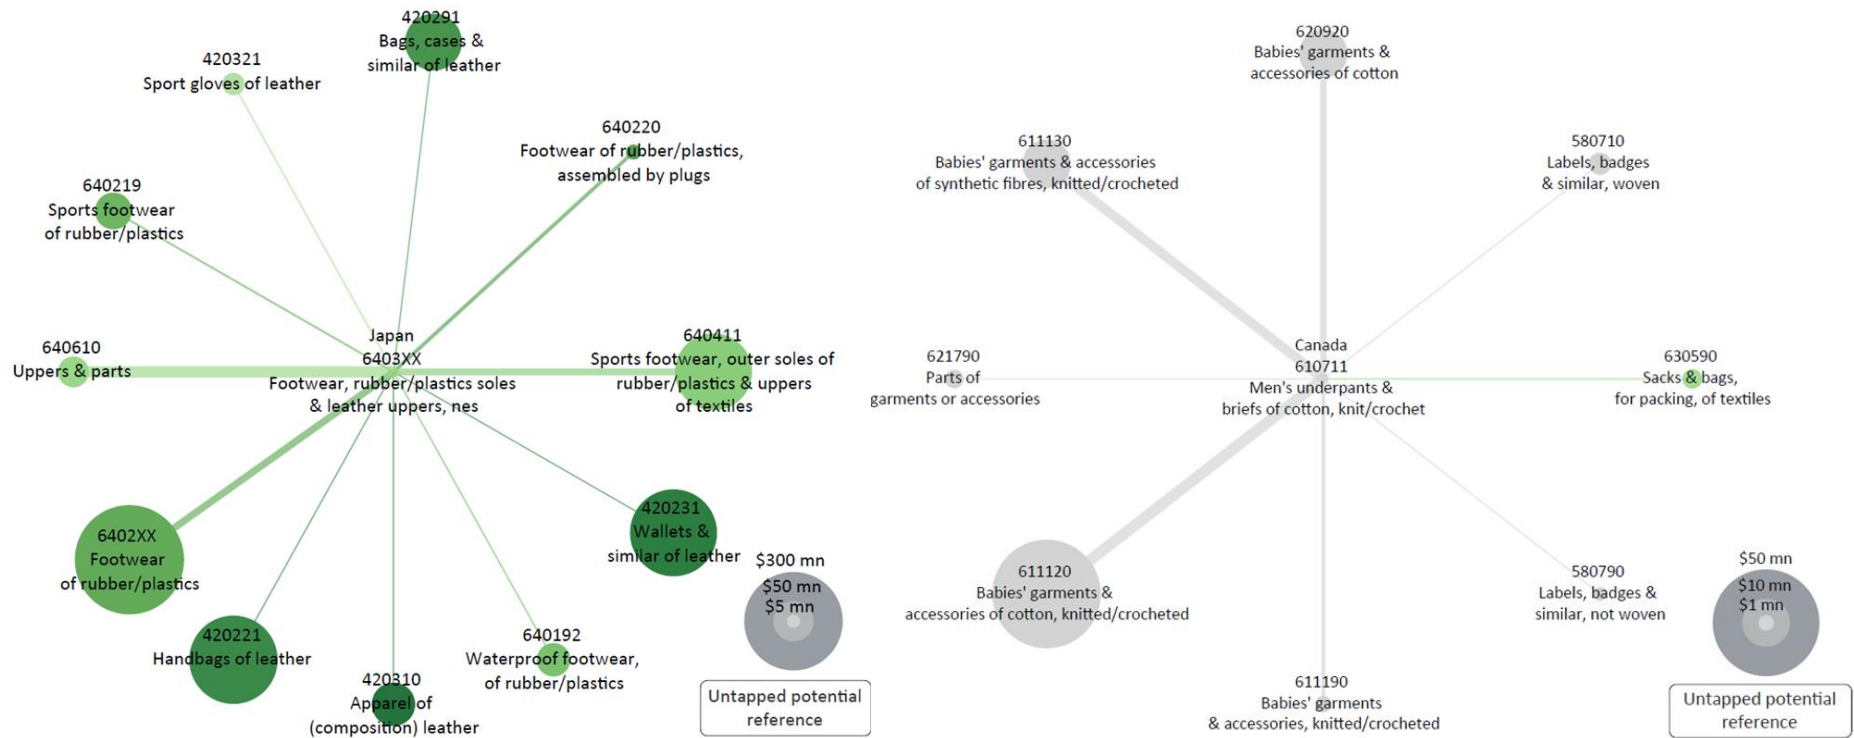 420291
Bags, cases &
similar of leather
420321
Sport gloves of leather
640220
Footwear of rubber/plastics,
assembled by plugs
640219
Sports footwear
of rubber/plastics
Japan
6403XX
Footwear, rubber/plastics soles
& leather uppers, nes
640610
Uppers & parts
640411
Sports footwear, outer soles of
rubber/plastics & uppers
of textiles
6402XX
Footwear
of rubber/plastics
420231
Wallets &
similar of leather
420221
Handbags of leather
420310
Apparel of
(composition) leather
640192
Waterproof footwear,
of rubber/plastics
$300 mn
$50 mn
$5 mn
Untapped potential
reference
620920
Babies' garments &
accessories of cotton
611130
Babies' garments & accessories
of synthetic fibres, knitted/crocheted
580710
Labels, badges
& similar, woven
Canada
610711
Men's underpants &
briefs of cotton, knit/crochet
621790
Parts of
garments or accessories
630590
Sacks & bags,
for packing, of textiles
611120
Babies' garments &
accessories of cotton, knitted/crocheted
580790
Labels, badges &
similar, not woven
611190
Babies' garments
& accessories, knitted/crocheted
$50 mn
$10 mn
$1 mn
Untapped potential
reference